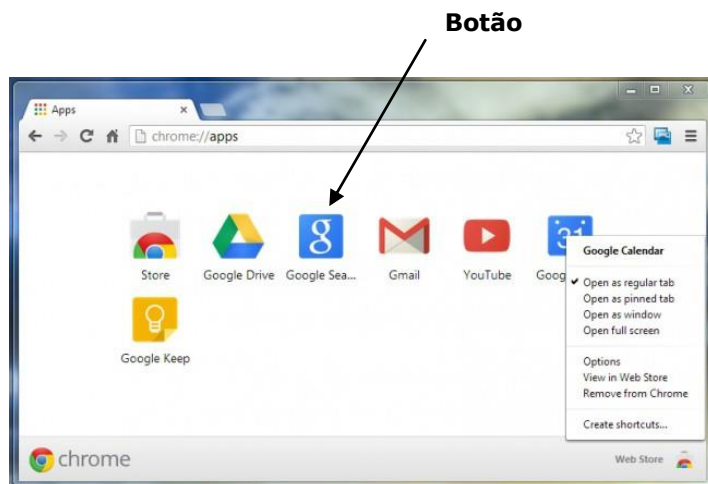 Botão
Apps
chrome://apps
Store
Google Drive
Google Sea...
Gmail
YouTube
Goog
Google Keep
31
Google Calendar
Open as regular tab
Open as pinned tab
Open as window
Open full screen
Options
View in Web Store
Remove from Chrome
Create shortcuts...
chrome
Web Store